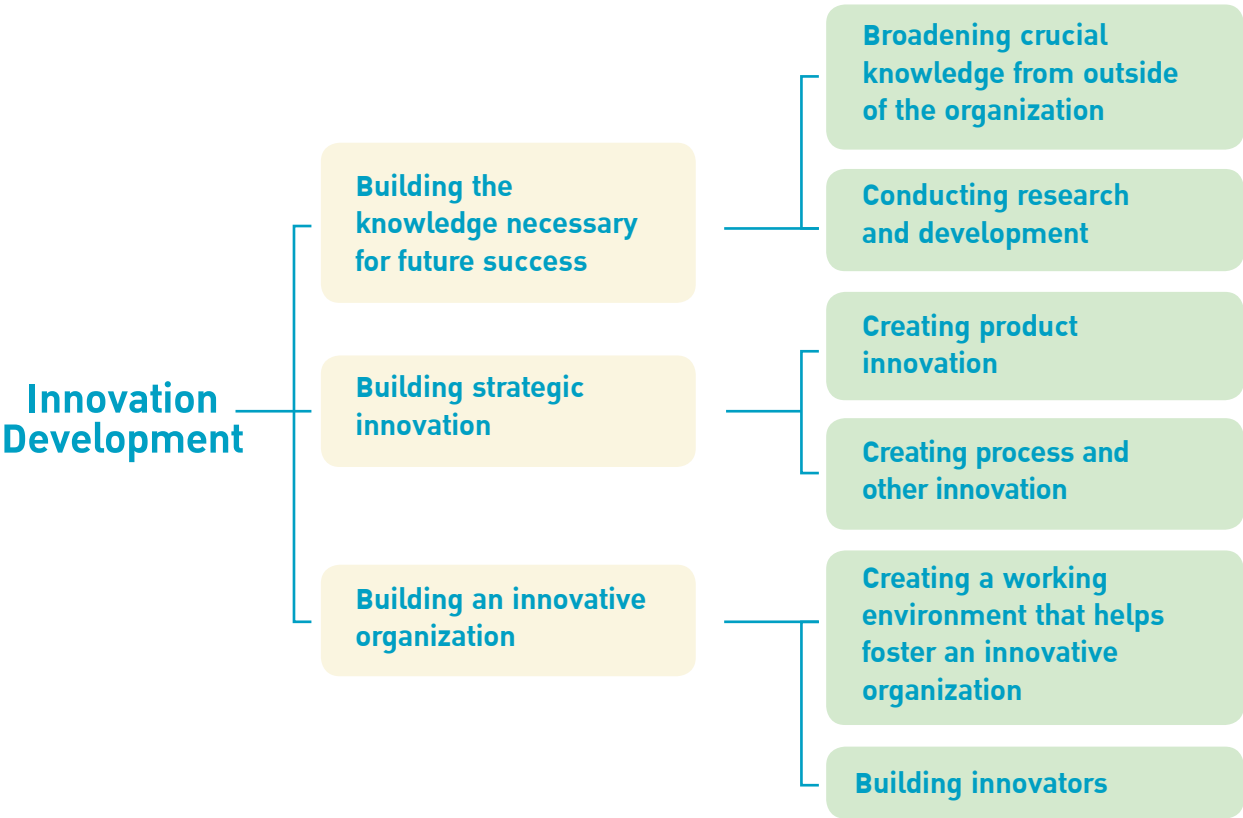 Innovation
Development
Building the
knowledge necessary
for future success
Broadening crucial
knowledge from outside
of the organization
Conducting research
and development
Building strategic
innovation
Creating product
innovation
Creating process and
other innovation
Building an innovative
organization
Creating a working
environment that helps
foster an innovative
organization
Building innovators